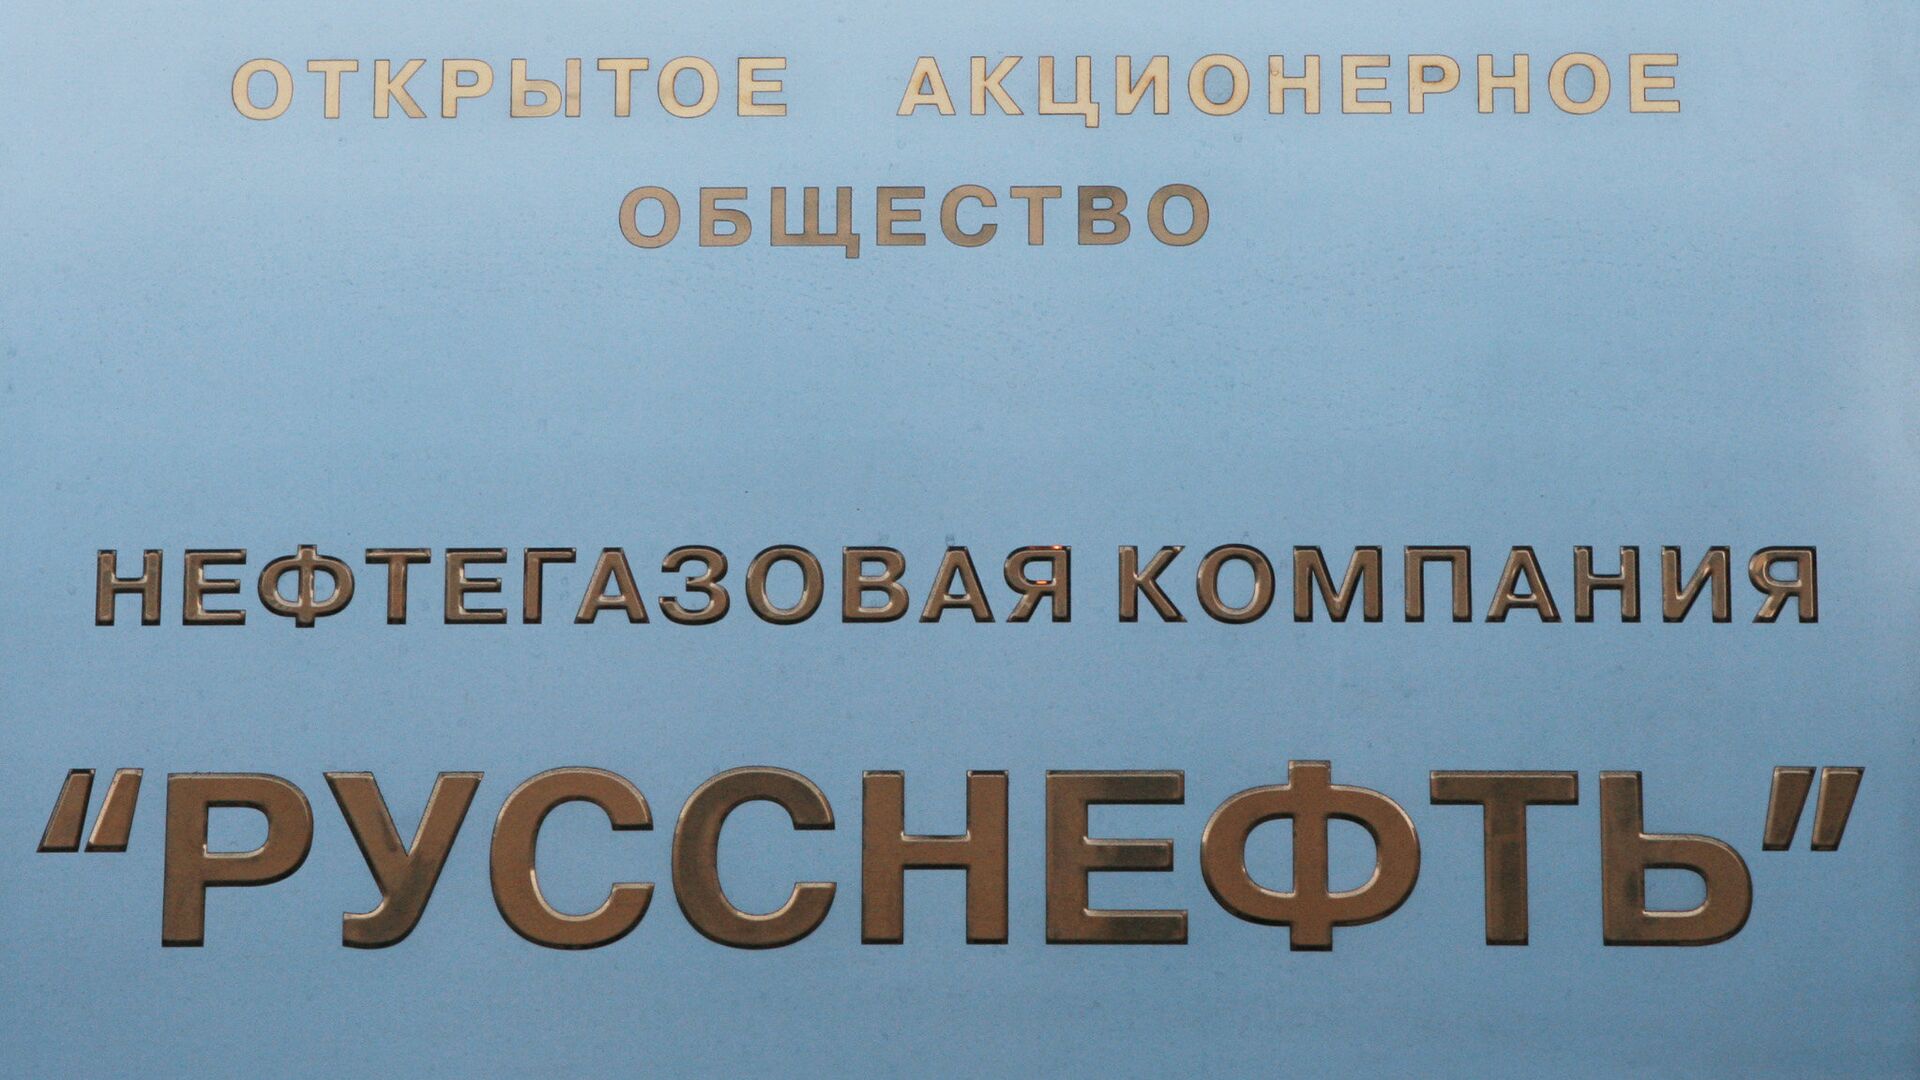 ОТКРЫТОЕ АКЦИОНЕРНОЕ
ОБЩЕСТВО
НЕФТЕГАЗОВАЯ КОМПАНИЯ
“РУССНЕФТЬ”